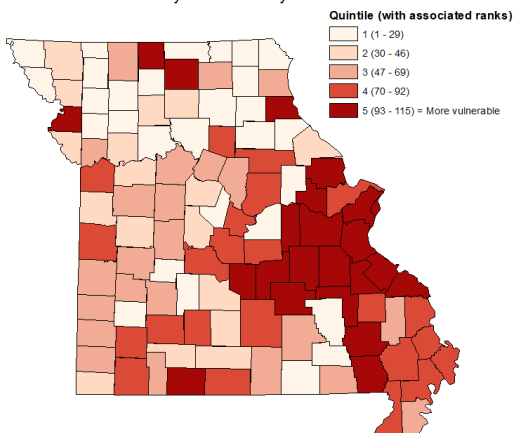 Quintile (with associated ranks)
1 (1 - 29)
2 (30 - 46)
3 (47 - 69)
4 (70 - 92)
5 (93 - 115) = More vulnerable